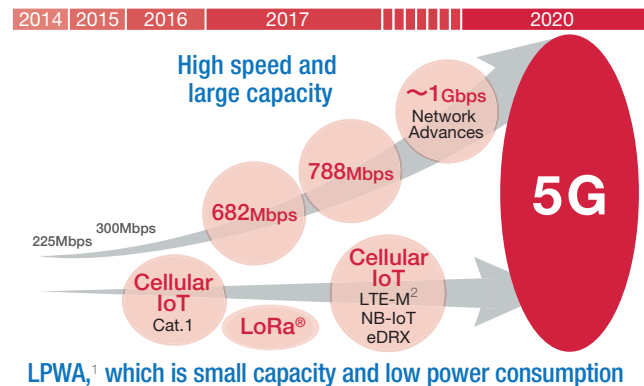 2014 2015 2016 2017 2020
High speed and
large capacity
～1Gbps
Network
Advances
788Mbps
682Mbps
300Mbps
225Mbps
5G
Cellular
IoT
Cat.1
LoRa®
Cellular
IoT
LTE-M2
NB-IoT
eDRX
LPWA,1 which is small capacity and low power consumption